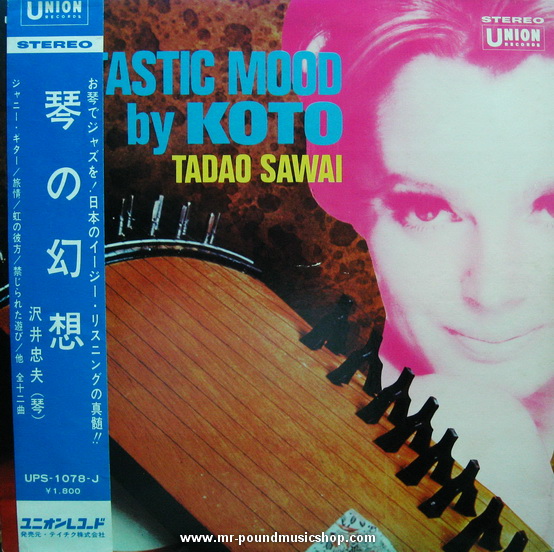 UNION
RECORDS
STEREO
お琴でジャズを!日本のイージー・リスニングの真髄!!
琴の幻想
沢井忠夫(琴)
ジャニー・ギター/旅情/虹の彼方/禁じられた遊び/他 全十二曲
UPS-1078-J
¥1,800
ユニオンレコード
発売元・テイチク株式会社
TASTIC MOOD
by KOTO
TADAO SAWAI
STEREO
UNION
RECORDS
www.mr-poundmusicshop.com